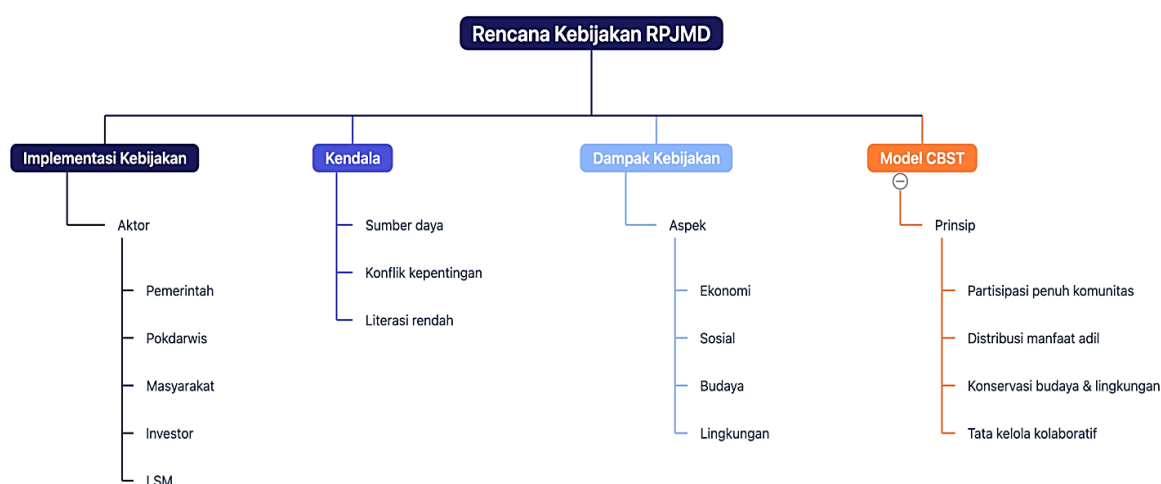 Rencana Kebijakan RPJMD
Implementasi Kebijakan
Aktor
Pemerintah
Pokdarwis
Masyarakat
Investor
LSM
Kendala
Sumber daya
Konflik kepentingan
Literasi rendah
Dampak Kebijakan
Aspek
Ekonomi
Sosial
Budaya
Lingkungan
Model CBST
Prinsip
Partisipasi penuh komunitas
Distribusi manfaat adil
Konservasi budaya & lingkungan
Tata kelola kolaboratif